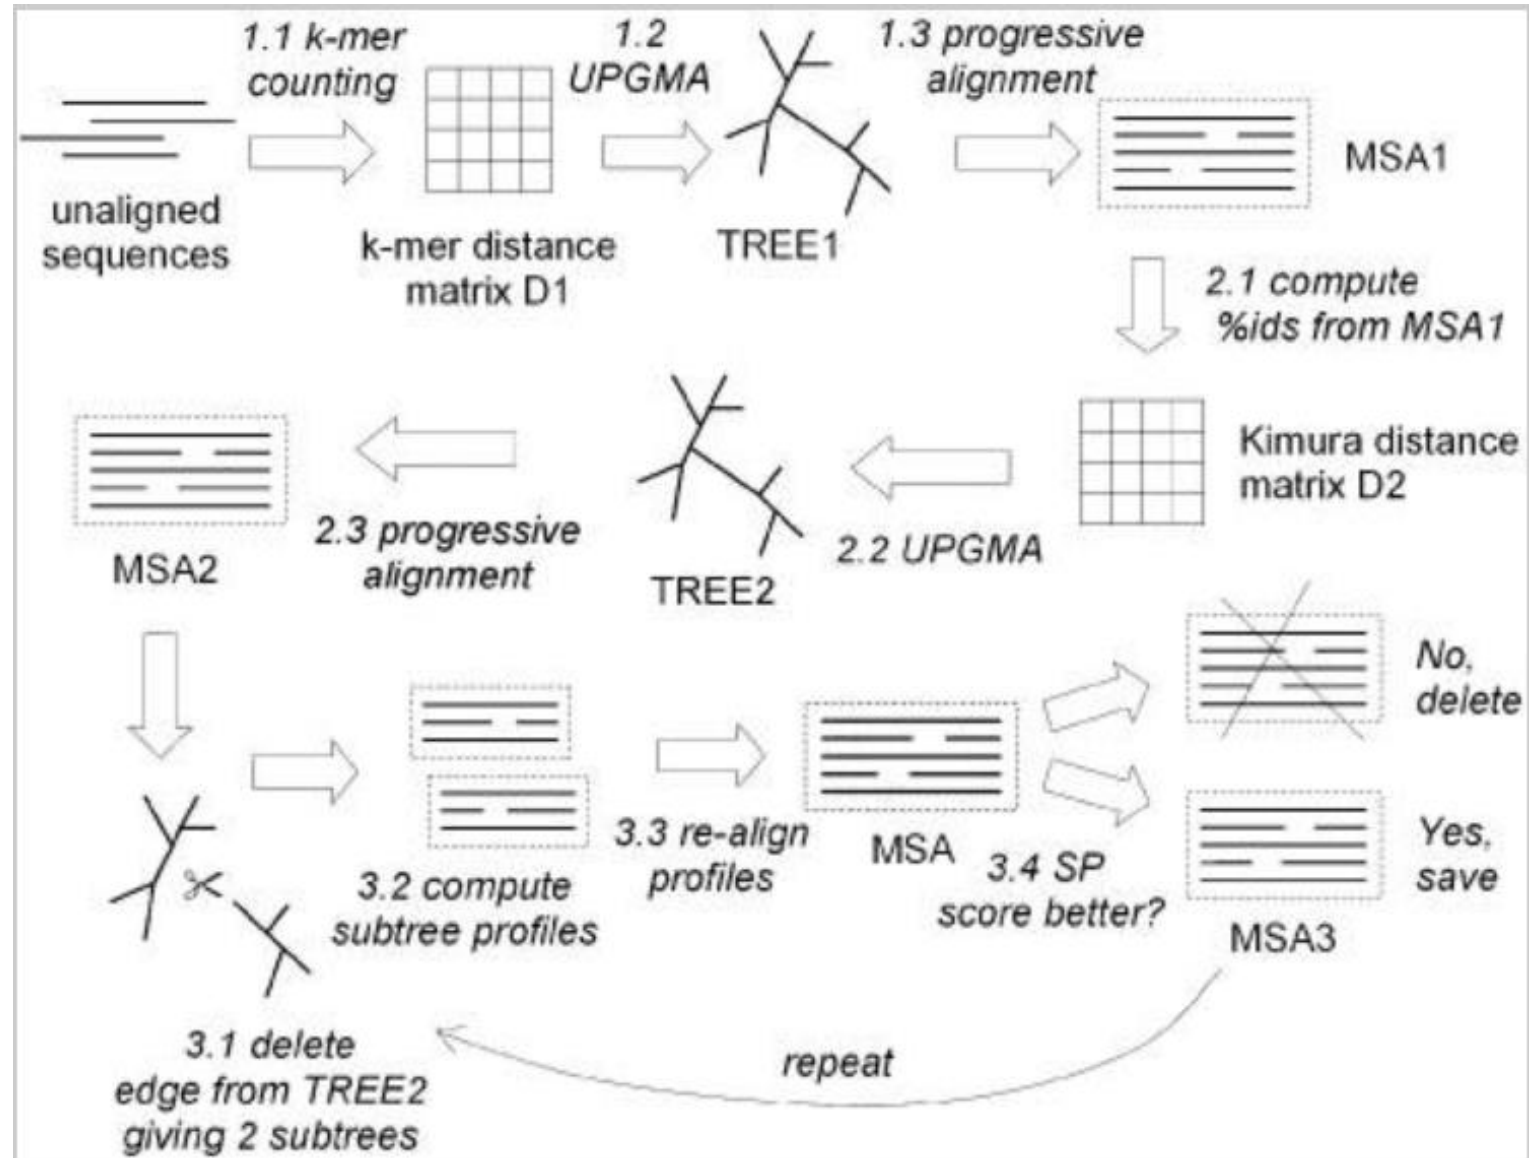 1.1 k-mer
counting
1.2
UPGMA
1.3 progressive
alignment
unaligned
sequences
k-mer distance
matrix D1
TREE1
MSA1
2.1 compute
%ids from MSA1
Kimura distance
matrix D2
2.2 UPGMA
TREE2
2.3 progressive
alignment
MSA2
3.1 delete
edge from TREE2
giving 2 subtrees
3.2 compute
subtree profiles
3.3 re-align
profiles
MSA
3.4 SP
score better?
No,
delete
Yes,
save
MSA3
repeat